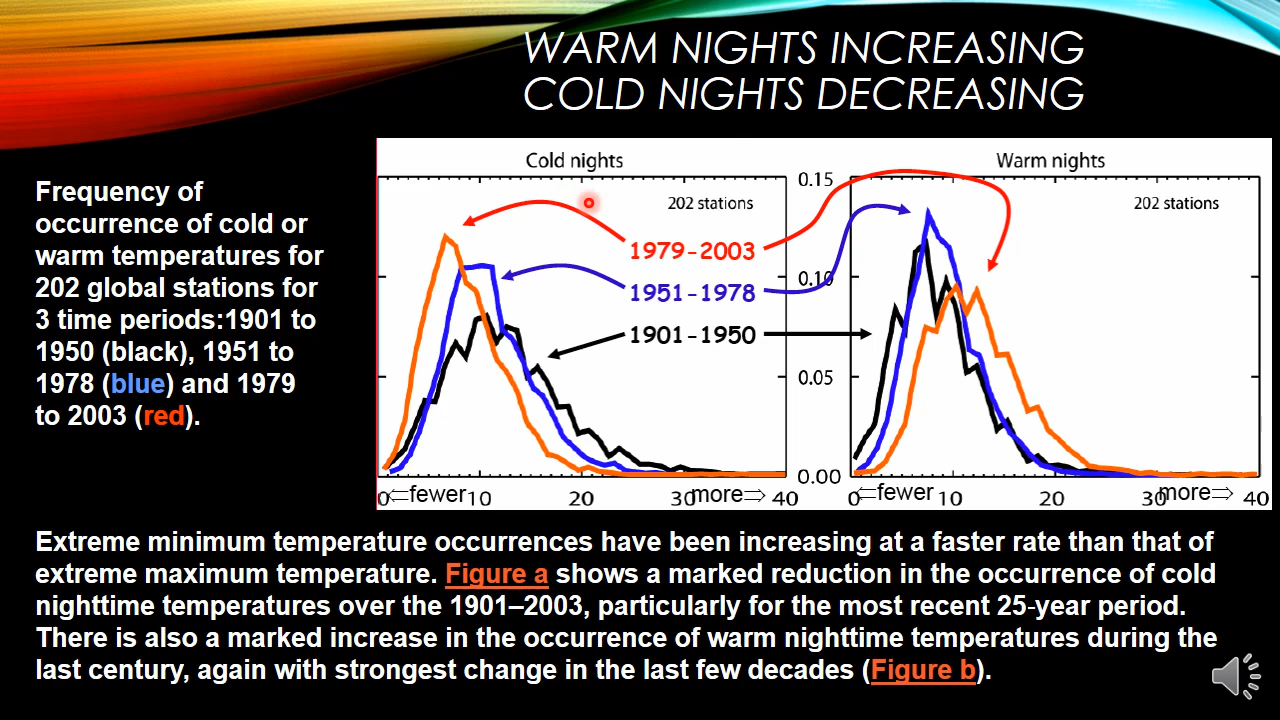 WARM NIGHTS INCREASING
COLD NIGHTS DECREASING
Frequency of
occurrence of cold or
warm temperatures for
202 global stations for
3 time periods:1901 to
1950 (black), 1951 to
1978 (blue) and 1979
to 2003 (red).
Cold nights
Warm nights
202 stations
202 stations
1979-2003
1951-1978
1901-1950
0.15
0.10
0.05
0.00
0 ⇐fewer 10 20 30 more⇒ 40
0 ⇐fewer 10 20 30 more⇒ 40
Extreme minimum temperature occurrences have been increasing at a faster rate than that of
extreme maximum temperature. Figure a shows a marked reduction in the occurrence of cold
nighttime temperatures over the 1901–2003, particularly for the most recent 25-year period.
There is also a marked increase in the occurrence of warm nighttime temperatures during the
last century, again with strongest change in the last few decades (Figure b).